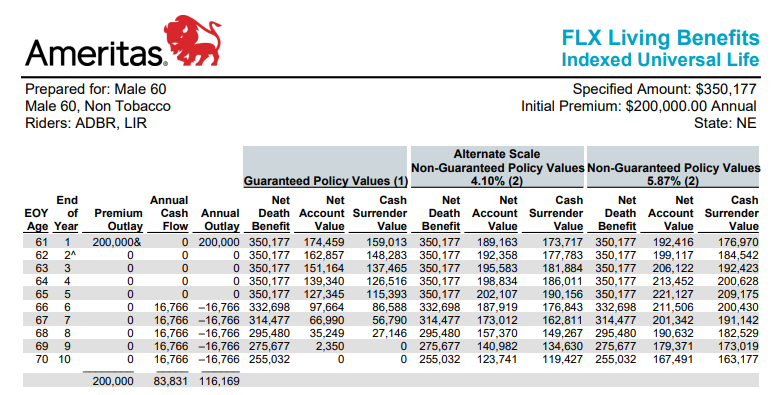 Ameritas.
FLX Living Benefits
Indexed Universal Life
Prepared for: Male 60
Specified Amount: $350,177
Male 60, Non Tobacco
Initial Premium: $200,000.00 Annual
Riders: ADBR, LIR
State: NE
Alternate Scale
Guaranteed Policy Values (1) Non-Guaranteed Policy Values Non-Guaranteed Policy Values
4.10% (2) 5.87% (2)
End Annual Net Net Cash Net Net Cash Net Net Cash
EOY of Premium Cash Annual Death Account Surrender Death Account Surrender Death Account Surrender
Age Year Outlay Flow Outlay Benefit Value Value Benefit Value Value Benefit Value Value
61 1 200,000& 0 200,000 350,177 174,459 159,013 350,177 189,163 173,717 350,177 192,416 176,970
62 2^ 0 0 0 350,177 162,857 148,283 350,177 192,358 177,783 350,177 199,117 184,542
63 3 0 0 0 350,177 151,164 137,465 350,177 195,583 181,884 350,177 206,122 192,423
64 4 0 0 0 350,177 139,340 126,516 350,177 198,834 186,011 350,177 213,452 200,628
65 5 0 0 0 350,177 127,345 115,393 350,177 202,107 190,156 350,177 221,127 209,175
66 6 0 16,766 –16,766 332,698 97,664 86,588 332,698 187,919 176,843 332,698 211,506 200,430
67 7 0 16,766 –16,766 314,477 66,990 56,790 314,477 173,012 162,811 314,477 201,342 191,142
68 8 0 16,766 –16,766 295,480 35,249 27,146 295,480 157,370 149,267 295,480 190,632 182,529
69 9 0 16,766 –16,766 275,677 2,350 0 275,677 140,982 134,630 275,677 179,371 173,019
70 10 0 16,766 –16,766 255,032 0 0 255,032 123,741 119,427 255,032 167,491 163,177
200,000 83,831 116,169